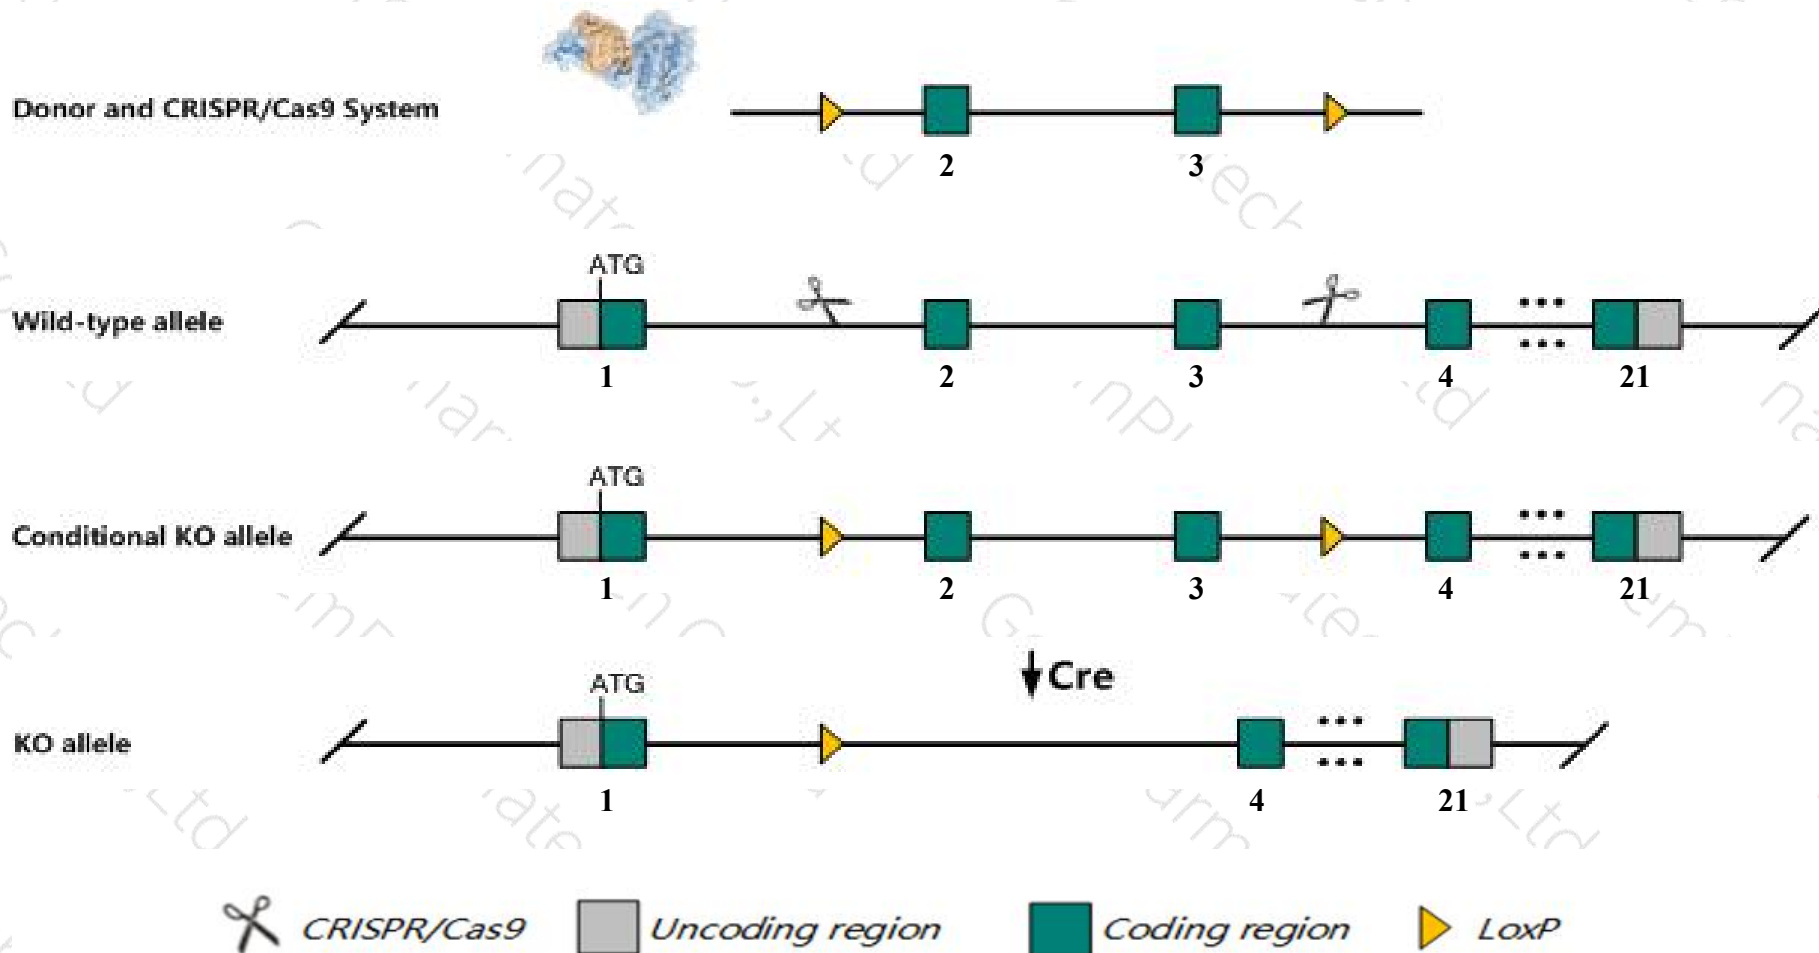 Donor and CRISPR/Cas9 System
2 3
ATG
Wild-type allele
1 2 3 4 21
ATG
Conditional KO allele
1 2 3 4 21
Cre
ATG
KO allele
1 4 21
CRISPR/Cas9 Uncoding region Coding region LoxP